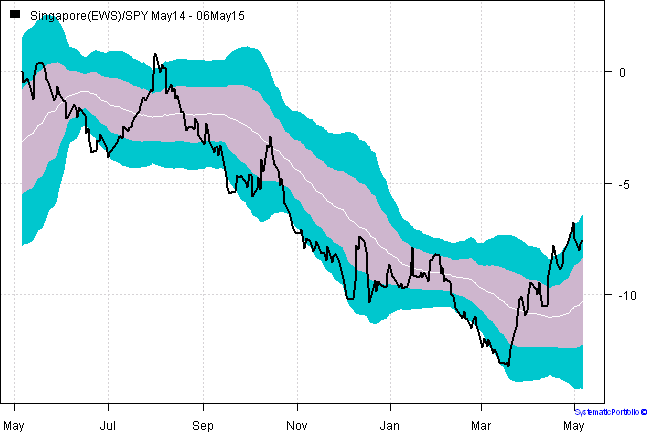 Singapore(EWS)/SPY May14 - 06May15
0
-5
-10
May Jul Sep Nov Jan Mar May
SystematicPortfolio ©